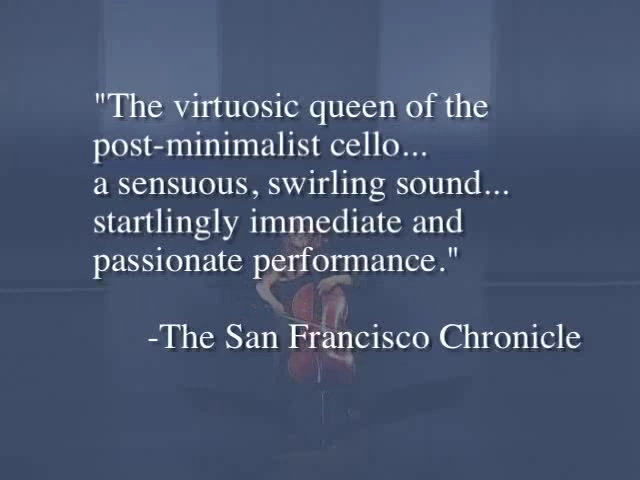 "The virtuosic queen of the
post-minimalist cello...
a sensuous, swirling sound...
startlingly immediate and
passionate performance."
-The San Francisco Chronicle